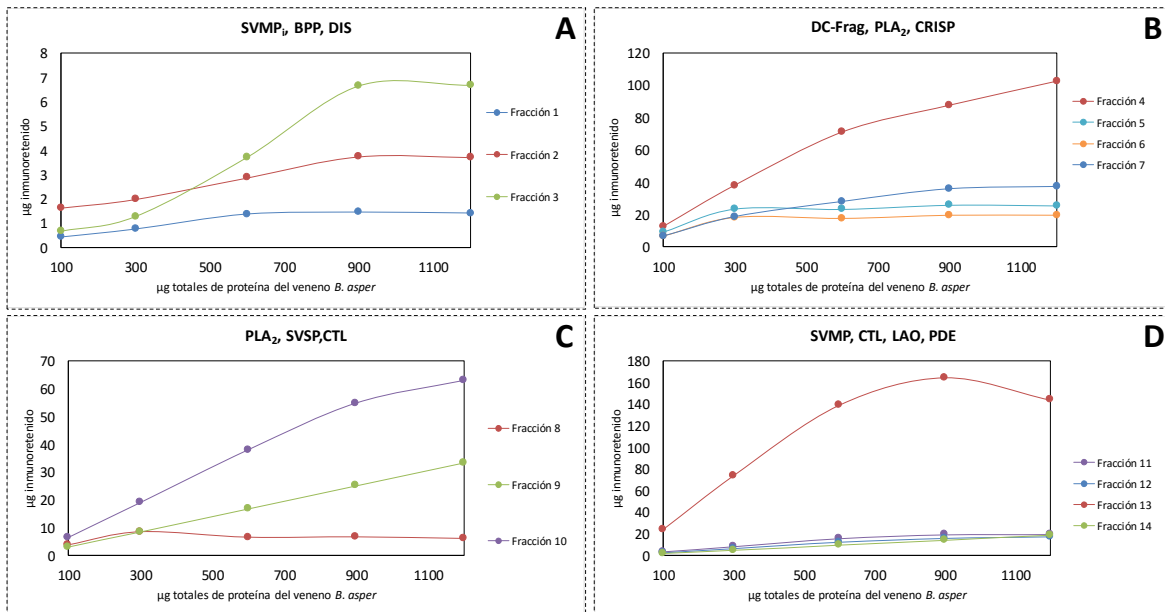 SVMPi, BPP, DIS
A
µg inmunoretenido
8
7
6
5
4
3
2
1
0
100 300 500 700 900 1100
µg totales de proteína del veneno B. asper
Fracción 1
Fracción 2
Fracción 3
DC-Frag, PLA2, CRISP
B
µg inmunoretenido
120
100
80
60
40
20
0
100 300 500 700 900 1100
µg totales de proteína del veneno B. asper
Fracción 4
Fracción 5
Fracción 6
Fracción 7
PLA2, SVSP,CTL
C
µg inmunoretenido
70
60
50
40
30
20
10
0
100 300 500 700 900 1100
µg totales de proteína del veneno B. asper
Fracción 8
Fracción 9
Fracción 10
SVMP, CTL, LAO, PDE
D
µg inmunoretenido
180
160
140
120
100
80
60
40
20
0
100 300 500 700 900 1100
µg totales de proteína del veneno B. asper
Fracción 11
Fracción 12
Fracción 13
Fracción 14